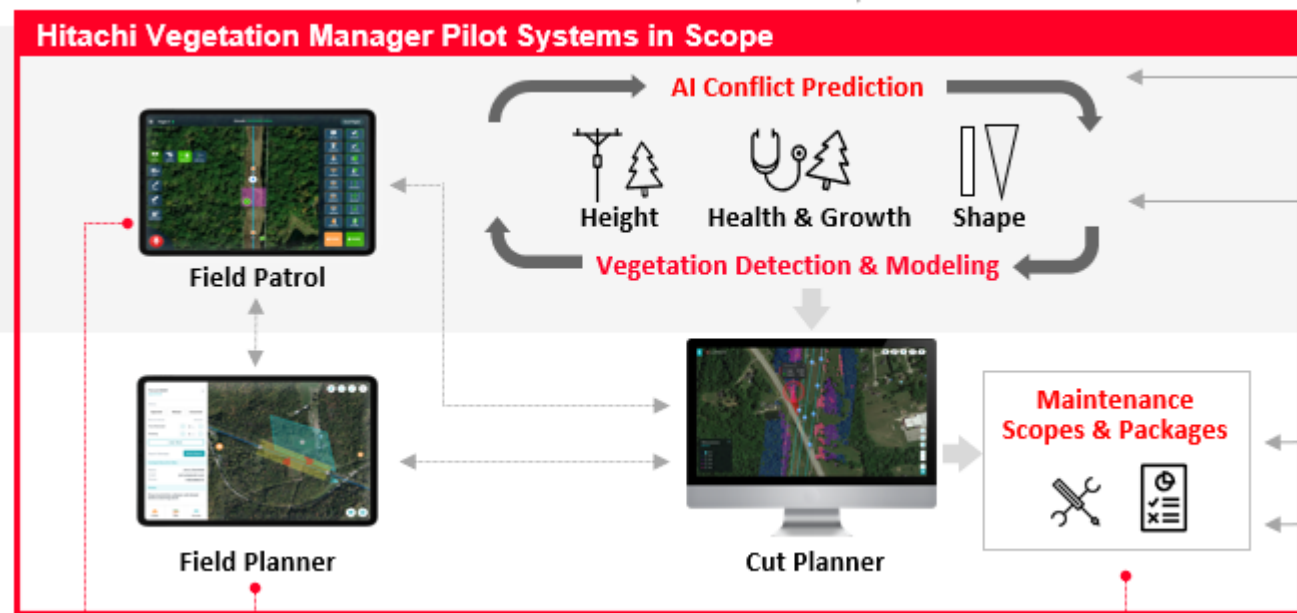 Hitachi Vegetation Manager Pilot Systems in Scope
AI Conflict Prediction
Height
Health & Growth
Shape
Vegetation Detection & Modeling
Field Patrol
Maintenance
Scopes & Packages
Field Planner
Cut Planner